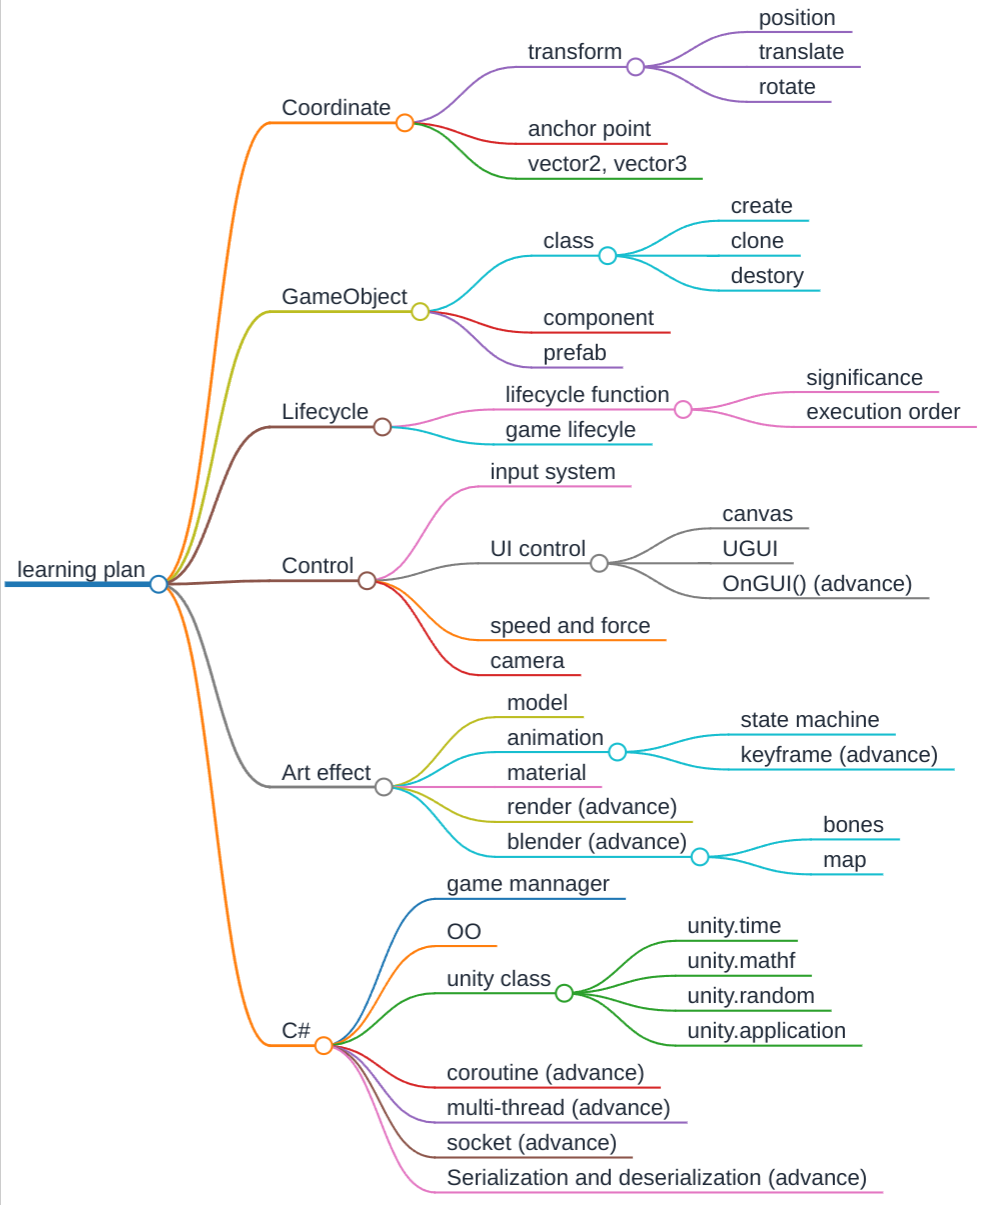 learning plan
Coordinate
transform
position
translate
rotate
anchor point
vector2, vector3
GameObject
class
create
clone
destory
component
prefab
Lifecycle
lifecycle function
significance
execution order
game lifecyle
Control
input system
UI control
canvas
UGUI
OnGUI() (advance)
speed and force
camera
Art effect
model
animation
state machine
keyframe (advance)
material
render (advance)
blender (advance)
bones
map
C#
game mannager
OO
unity class
unity.time
unity.mathf
unity.random
unity.application
coroutine (advance)
multi-thread (advance)
socket (advance)
Serialization and deserialization (advance)